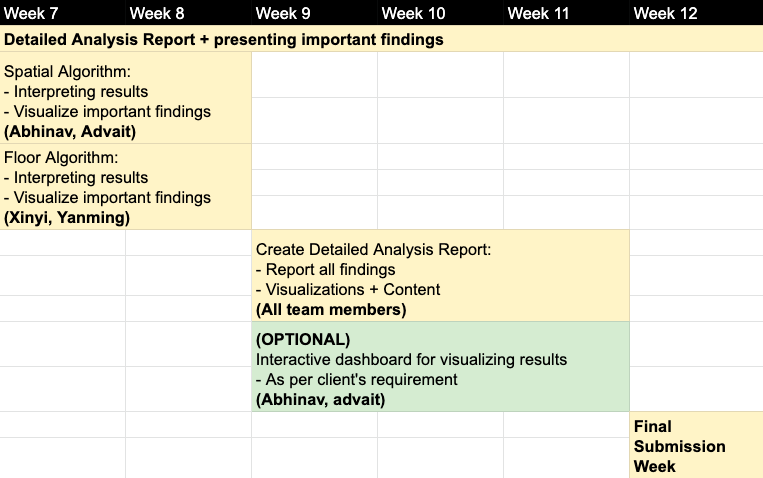 Week 7 Week 8 Week 9 Week 10 Week 11 Week 12
Detailed Analysis Report + presenting important findings
Spatial Algorithm:
- Interpreting results
- Visualize important findings
(Abhinav, Advait)
Floor Algorithm:
- Interpreting results
- Visualize important findings
(Xinyi, Yanming)
Create Detailed Analysis Report:
- Report all findings
- Visualizations + Content
(All team members)
(OPTIONAL)
Interactive dashboard for visualizing results
- As per client's requirement
(Abhinav, advait)
Final
Submission
Week